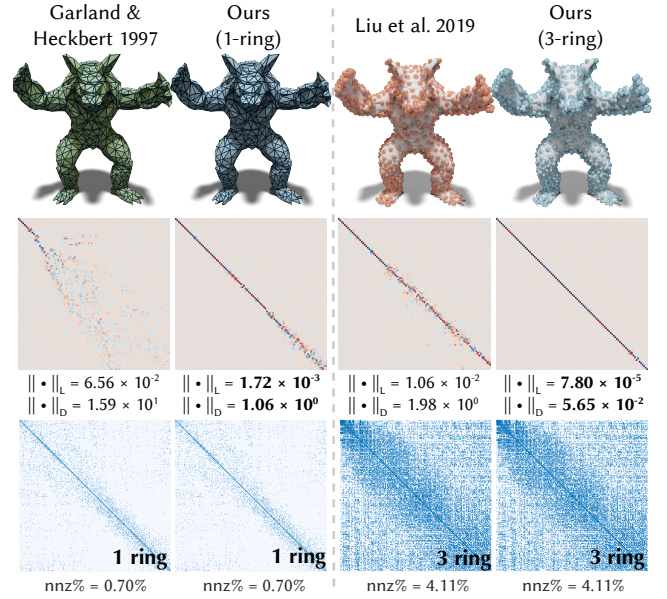 Garland &
Heckbert 1997
Ours
(1-ring)
Liu et al. 2019
Ours
(3-ring)
|| • ||L = 6.56 × 10-2
|| • ||D = 1.59 × 101
|| • ||L = 1.72 × 10-3
|| • ||D = 1.06 × 100
|| • ||L = 1.06 × 10-2
|| • ||D = 1.98 × 100
|| • ||L = 7.80 × 10-5
|| • ||D = 5.65 × 10-2
1 ring
1 ring
3 ring
3 ring
nnz% = 0.70%
nnz% = 0.70%
nnz% = 4.11%
nnz% = 4.11%